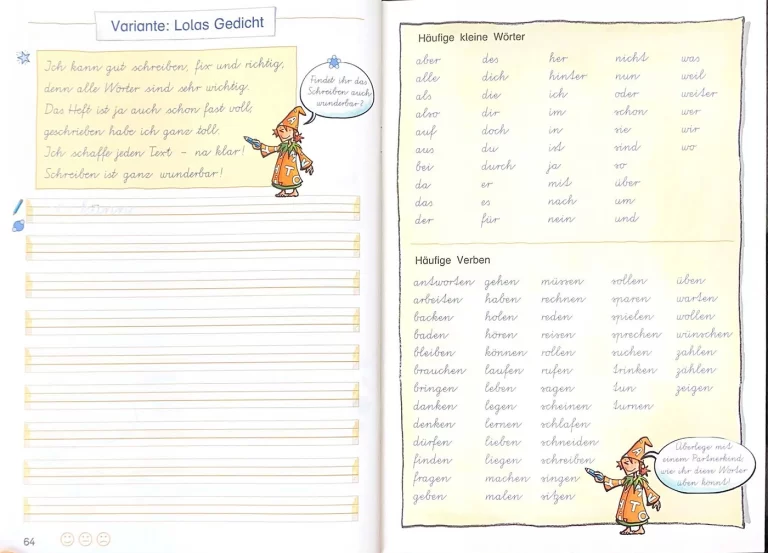 Variante: Lolas Gedicht
Ich kann gut schreiben, fix und richtig,
denn alle Wörter sind sehr wichtig.
Das Heft ist ja auch schon fast voll;
geschrieben habe ich ganz toll.
Ich schaffe jeden Text – na klar!
Schreiben ist ganz wunderbar!
Findet ihr das
Schreiben auch
wunderbar?
64
Häufige kleine Wörter
aber des her nicht was
alle dich hinter nun weil
als die ich oder weiter
also dir im schon wer
auf doch in sie wir
aus du ist sind wo
bei durch ja so
da er mit über
das es nach um
der für nein und
Häufige Verben
antworten gehen müssen sollen üben
arbeiten haben rechnen sparen warten
backen holen reden spielen wollen
baden hören reisen sprechen wünschen
bleiben können rollen suchen zahlen
brauchen laufen rufen trinken zählen
bringen leben sagen tun zeigen
danken legen scheinen turnen
denken lernen schlafen
dürfen lieben schneiden
finden liegen schreiben
fragen machen singen
geben malen sitzen
Überlege mit
einem Partnerkind,
wie ihr diese Wörter
üben könnt!